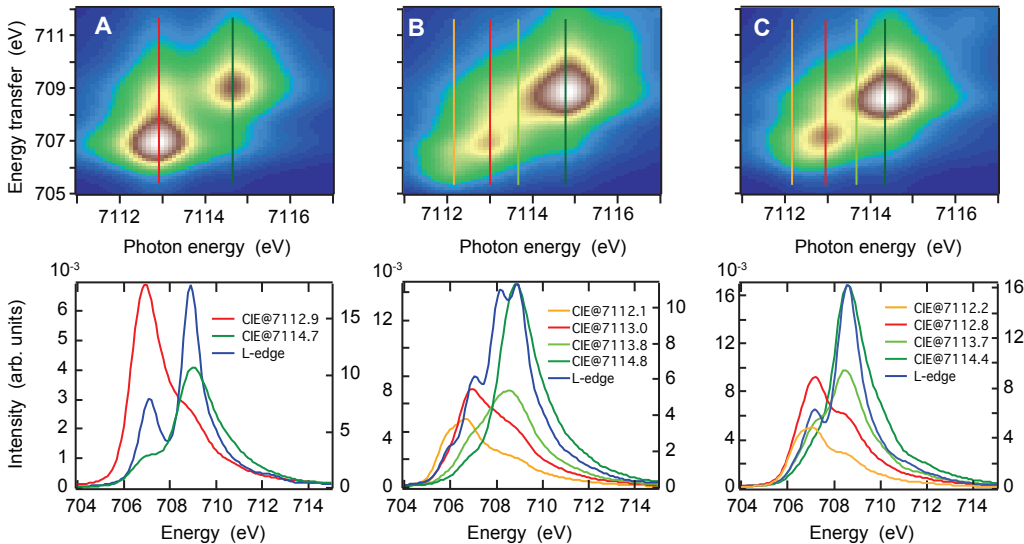 A
B
C
Energy transfer (eV)
712
711
709
707
705
7112
7114
7116
7112
7114
7116
7112
7114
7116
Photon energy (eV)
Photon energy (eV)
Photon energy (eV)
10-3
10-3
10-3
Intensity (arb. units)
6
5
4
3
2
1
0
15
10
5
0
CIE@7112.9
CIE@7114.7
L-edge
12
8
4
0
10
8
6
4
2
0
CIE@7112.1
CIE@7113.0
CIE@7113.8
CIE@7114.8
L-edge
16
12
8
4
0
16
12
8
4
0
CIE@7112.2
CIE@7112.8
CIE@7113.7
CIE@7114.4
L-edge
704 706 708 710 712 714
704 706 708 710 712 714
704 706 708 710 712 714
Energy (eV)
Energy (eV)
Energy (eV)